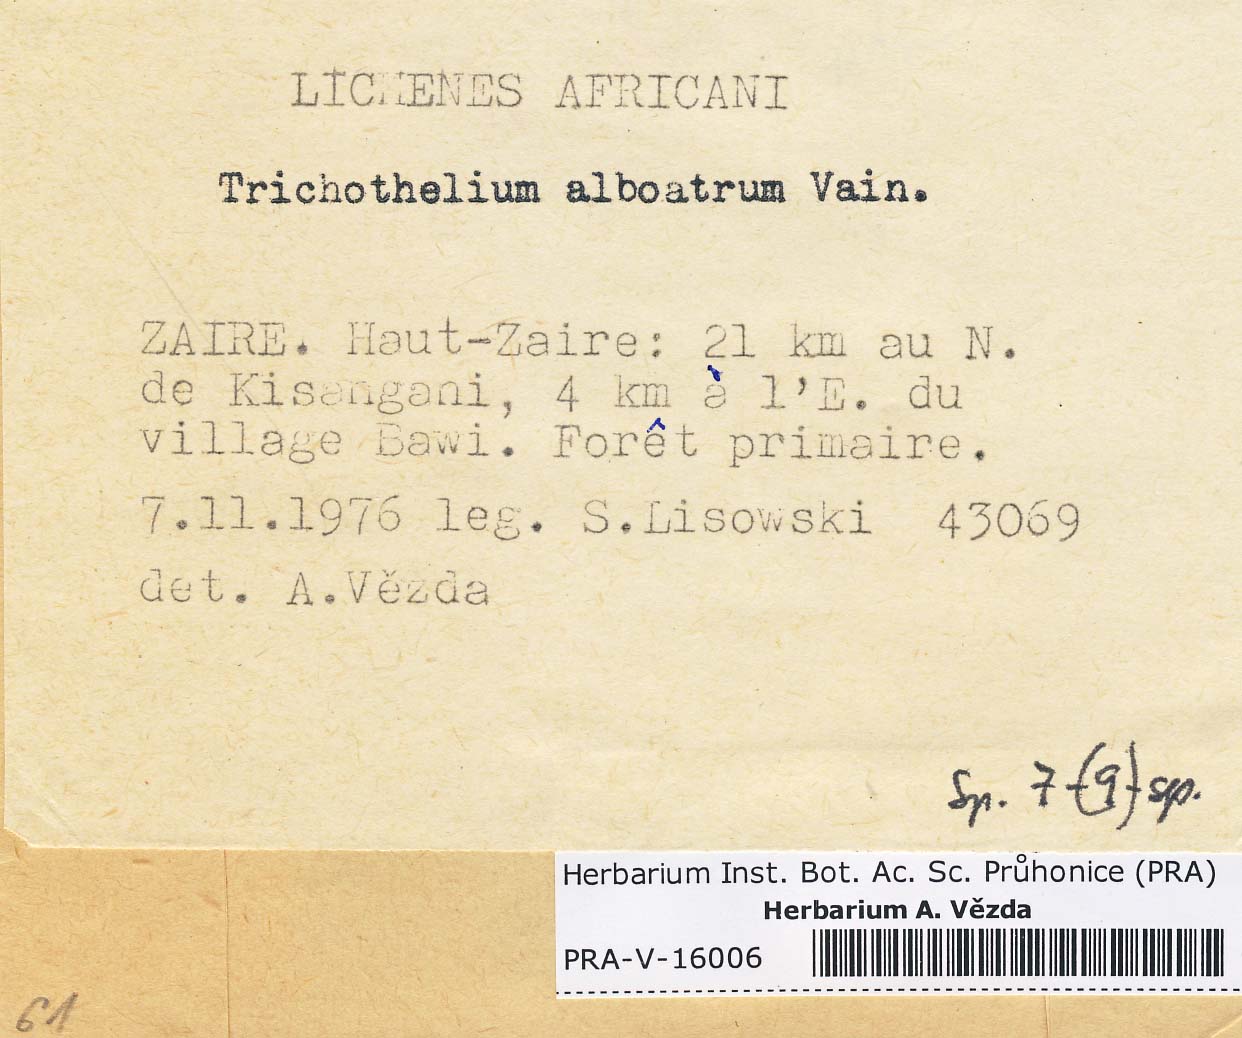 LICHENES AFRICANI
Trichothelium alboatrum Vain.
ZAIRE. Haut-Zaire: 21 km au N.
de Kisangani, 4 km à l'E. du
village Bawi. Forêt primaire.
7.11.1976 leg. S.Lisowski 43069
det. A.Vězda
Sp. 7-(9)-sp.
Herbarium Inst. Bot. Ac. Sc. Průhonice (PRA)
Herbarium A. Vězda
PRA-V-16006
61